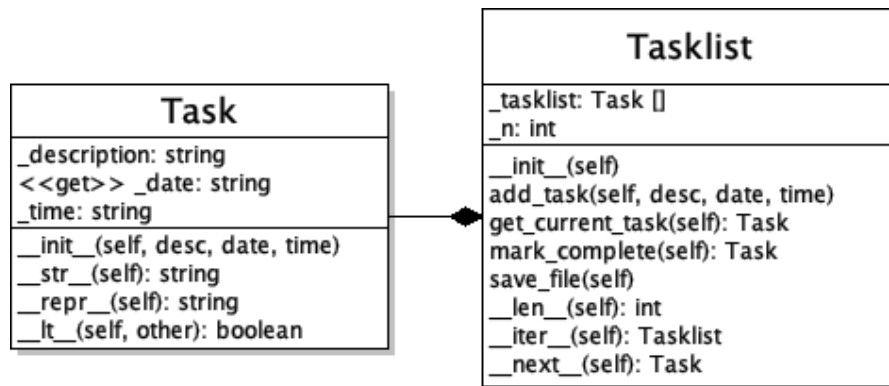 Task
_description: string
<<get>> _date: string
_time: string
__init__(self, desc, date, time)
__str__(self): string
__repr__(self): string
__lt__(self, other): boolean
Tasklist
_tasklist: Task []
_n: int
__init__(self)
add_task(self, desc, date, time)
get_current_task(self): Task
mark_complete(self): Task
save_file(self)
__len__(self): int
__iter__(self): Tasklist
__next__(self): Task